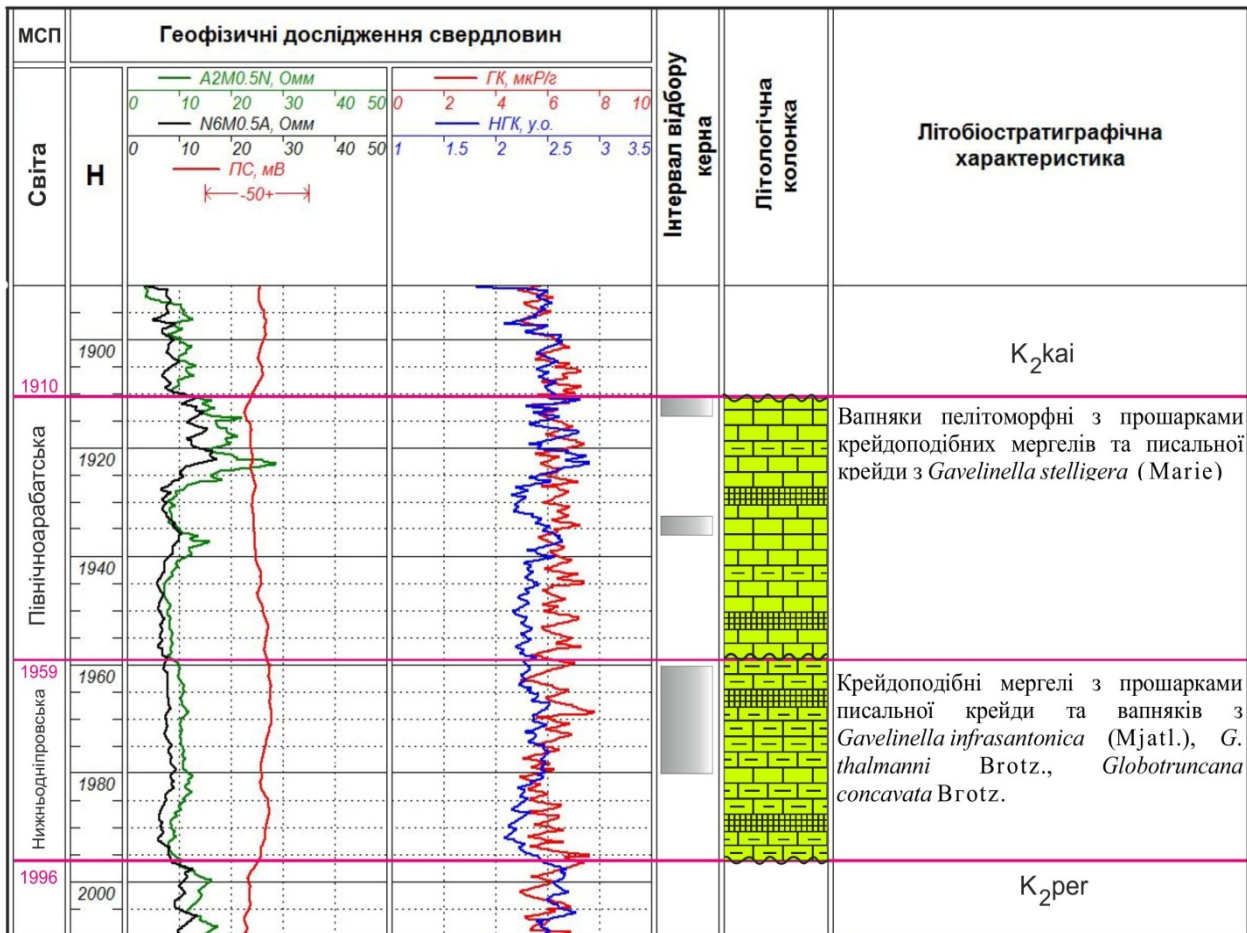 МСП
Геофізичні дослідження свердловин
Світа
Н
A2M0.5N, Омм
0 10 20 30 40 50
N6M0.5A, Омм
0 10 20 30 40 50
ПС, мВ
-50+
ГК, мкР/г
0 2 4 6 8 10
НГК, у.о.
1 1.5 2 2.5 3 3.5
Інтервал відбору
керна
Літологічна
колонка
Літобіостратиграфічна
характеристика
1900
K₂kai
1910
Північноарабатська
1920
1940
Вапняки пелітоморфні з прошарками
крейдоподібних мергелів та писальної
крейди з Gavelinella stelligera (Marie)
1959
Нижньодніпровська
1960
1980
Крейдоподібні мергелі з прошарками
писальної крейди та вапняків з
Gavelinella infrasantonica (Mjatl.), G.
thalmanni Brotz., Globotruncana
concavata Brotz.
1996
2000
K₂per